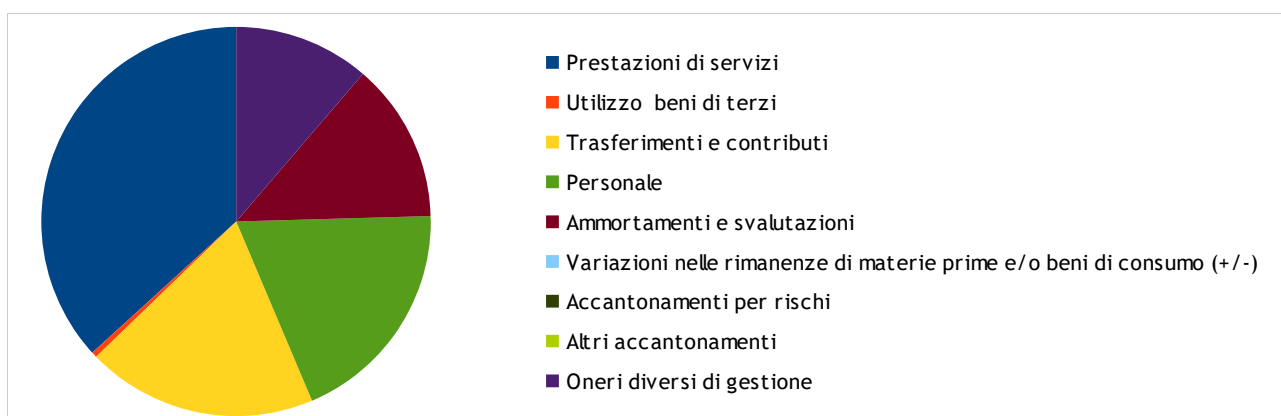 Prestazioni di servizi
Utilizzo beni di terzi
Trasferimenti e contributi
Personale
Ammortamenti e svalutazioni
Variazioni nelle rimanenze di materie prime e/o beni di consumo (+/-)
Accantonamenti per rischi
Altri accantonamenti
Oneri diversi di gestione